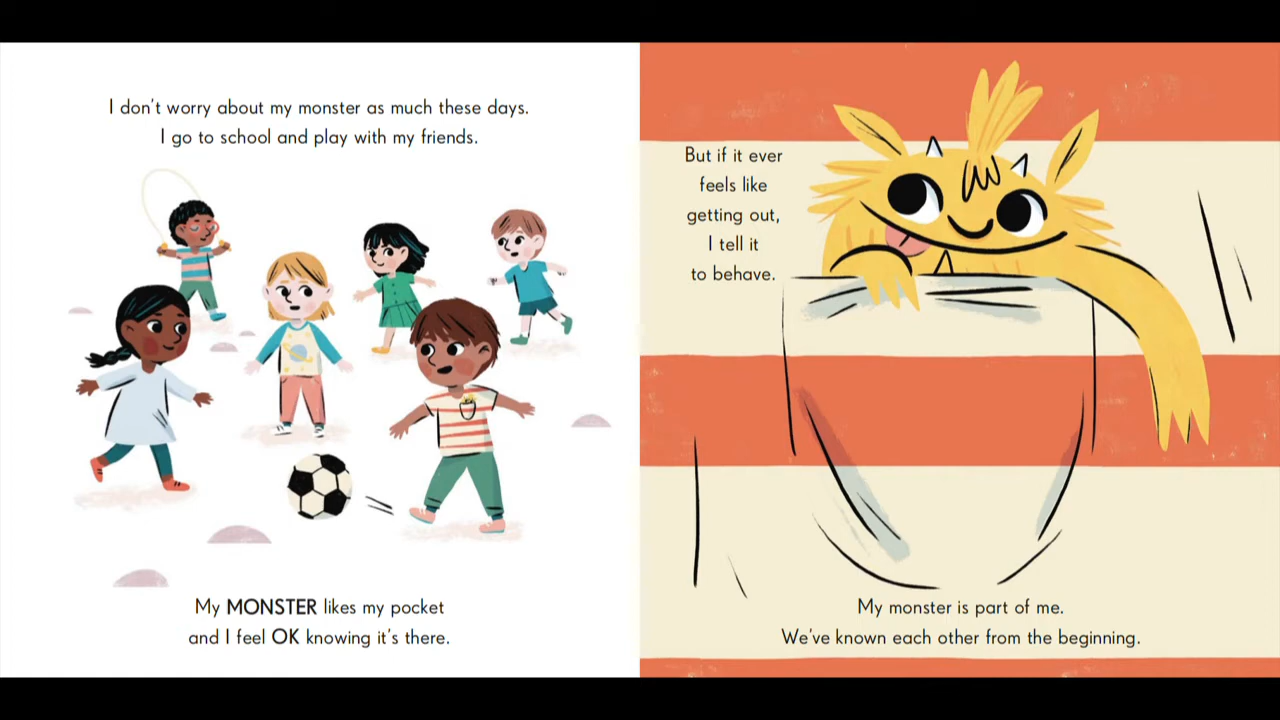 I don't worry about my monster as much these days.
I go to school and play with my friends.
My MONSTER likes my pocket
and I feel OK knowing it's there.
But if it ever
feels like
getting out,
I tell it
to behave.
My monster is part of me.
We've known each other from the beginning.